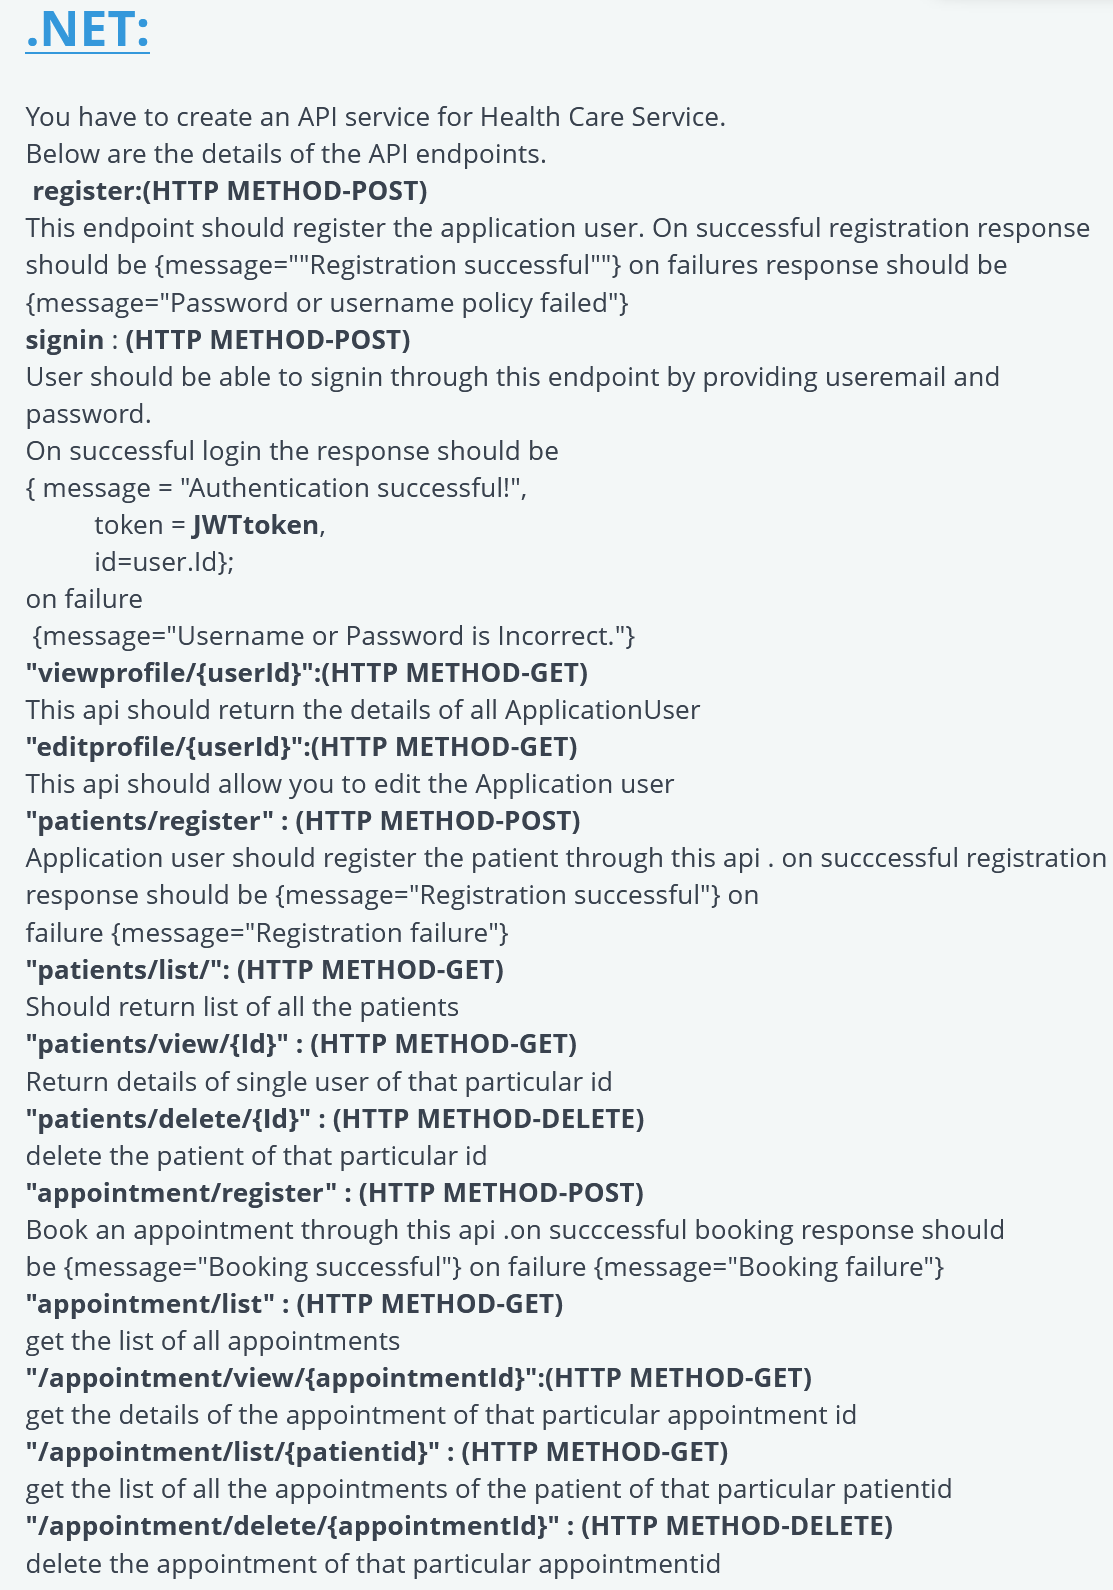 .NET:
You have to create an API service for Health Care Service.
Below are the details of the API endpoints.
register:(HTTP METHOD-POST)
This endpoint should register the application user. On successful registration response
should be {message=""Registration successful""} on failures response should be
{message="Password or username policy failed"}
signin : (HTTP METHOD-POST)
User should be able to signin through this endpoint by providing useremail and
password.
On successful login the response should be
{ message = "Authentication successful!",
token = JWTtoken,
id=user.Id};
on failure
{message="Username or Password is Incorrect."}
"viewprofile/{userId}":(HTTP METHOD-GET)
This api should return the details of all ApplicationUser
"editprofile/{userId}":(HTTP METHOD-GET)
This api should allow you to edit the Application user
"patients/register" : (HTTP METHOD-POST)
Application user should register the patient through this api . on succcessful registration
response should be {message="Registration successful"} on
failure {message="Registration failure"}
"patients/list/": (HTTP METHOD-GET)
Should return list of all the patients
"patients/view/{Id}" : (HTTP METHOD-GET)
Return details of single user of that particular id
"patients/delete/{Id}" : (HTTP METHOD-DELETE)
delete the patient of that particular id
"appointment/register" : (HTTP METHOD-POST)
Book an appointment through this api .on succcessful booking response should
be {message="Booking successful"} on failure {message="Booking failure"}
"appointment/list" : (HTTP METHOD-GET)
get the list of all appointments
"/appointment/view/{appointmentId}":(HTTP METHOD-GET)
get the details of the appointment of that particular appointment id
"/appointment/list/{patientid}" : (HTTP METHOD-GET)
get the list of all the appointments of the patient of that particular patientid
"/appointment/delete/{appointmentId}" : (HTTP METHOD-DELETE)
delete the appointment of that particular appointmentid